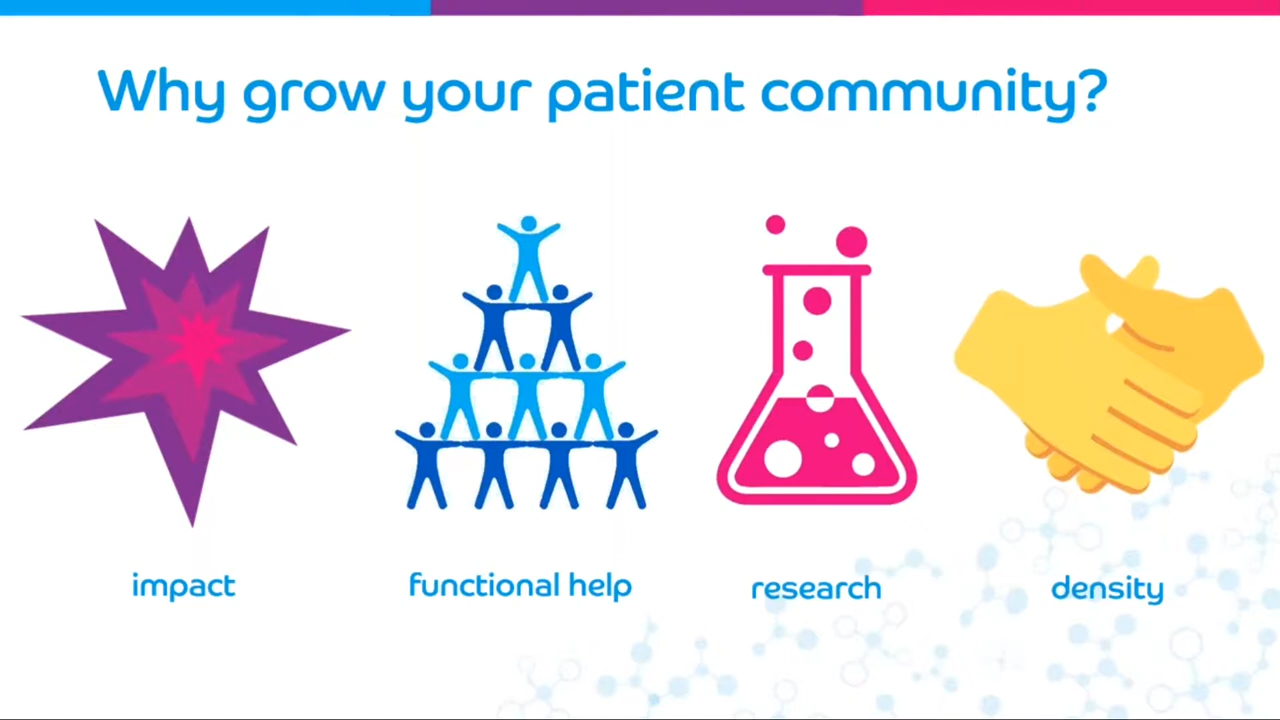 Why grow your patient community?
impact
functional help
research
density